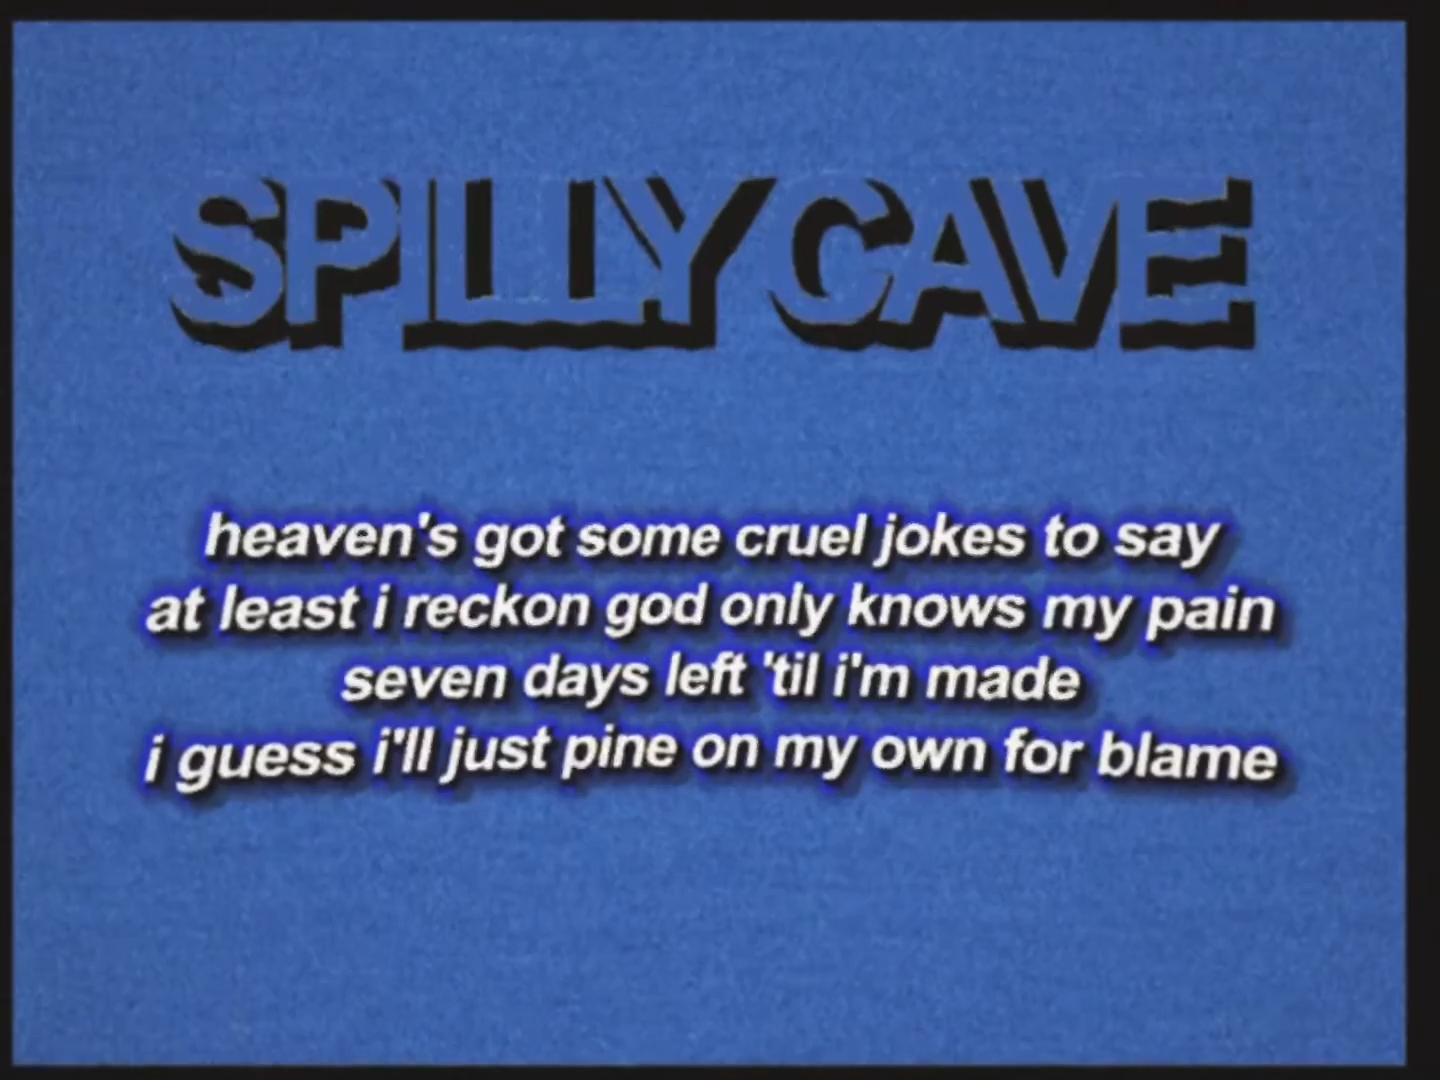 SPILLY CAVE
heaven's got some cruel jokes to say
at least i reckon god only knows my pain
seven days left 'til i'm made
i guess i'll just pine on my own for blame